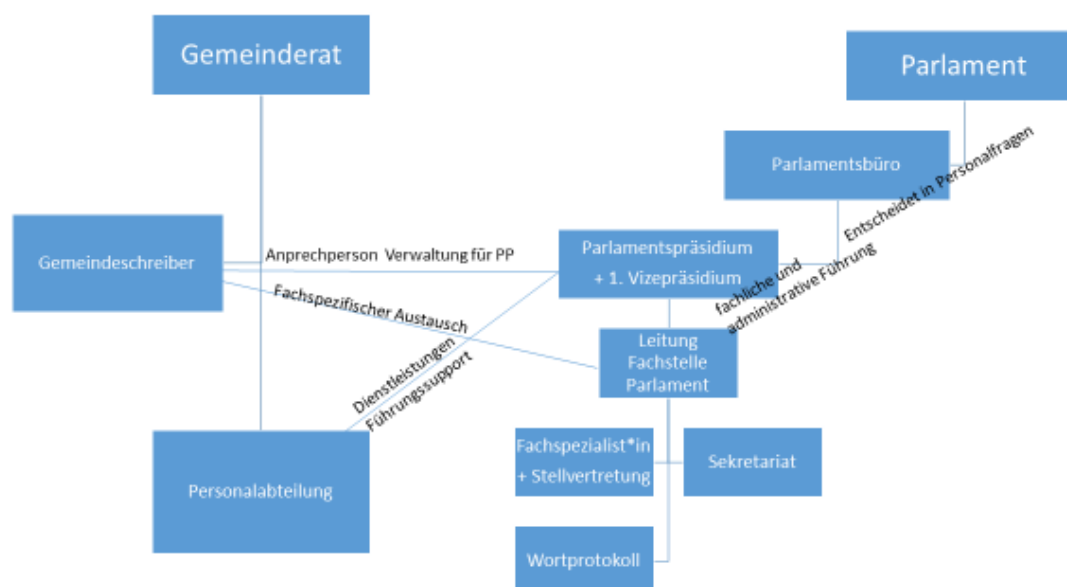 Gemeinderat
Parlament
Parlamentsbüro
Entscheidet in Personalfragen
Gemeindeschreiber
Anprechperson Verwaltung für PP
Parlamentspräsidium
+ 1. Vizepräsidium
fachliche und
administrative Führung
Fachspezifischer Austausch
Leitung
Fachstelle
Parlament
Dienstleistungen
Führungssupport
Fachspezialist*in
+ Stellvertretung
Sekretariat
Personalabteilung
Wortprotokoll